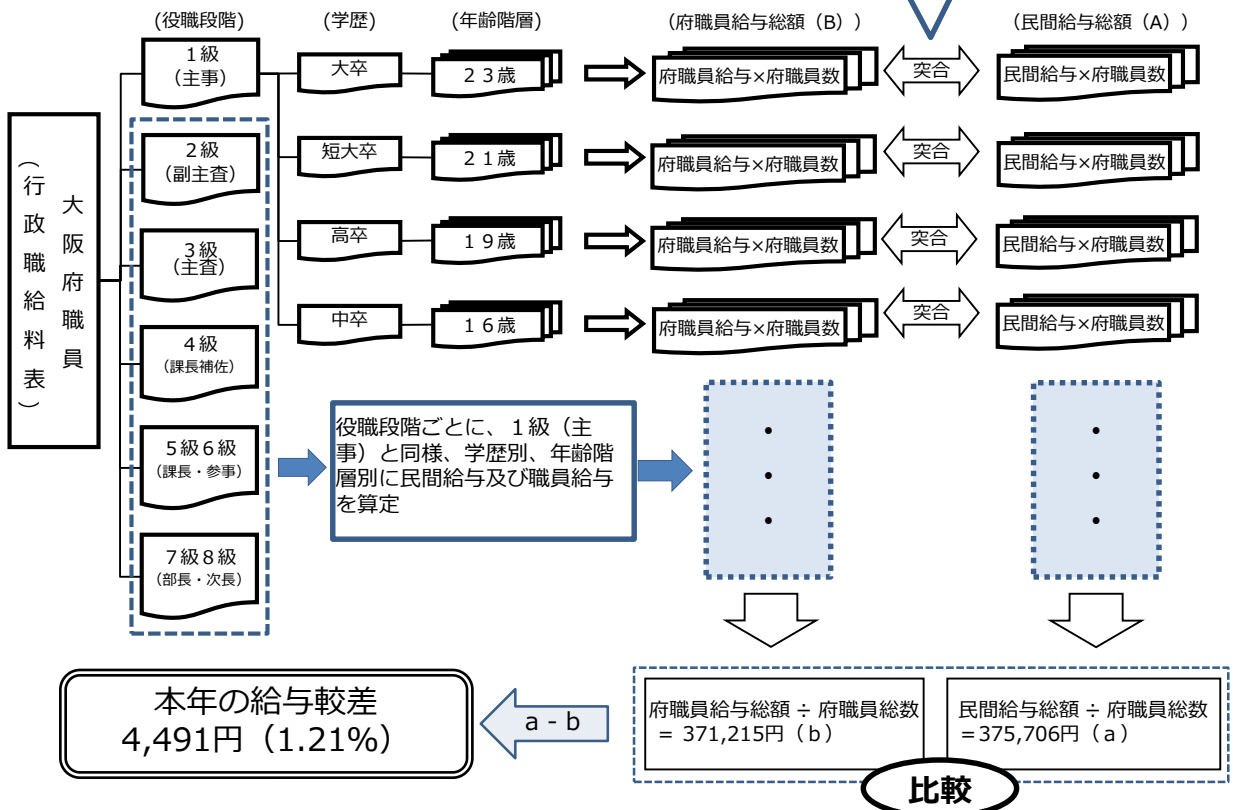 (役職段階)
(学歴)
(年齢階層)
(府職員給与総額(B))
(民間給与総額(A))
大阪府職員
(行政職給料表)
1級
(主事)
大卒
23歳
府職員給与×府職員数
突合
民間給与×府職員数
2級
(副主査)
短大卒
21歳
府職員給与×府職員数
突合
民間給与×府職員数
3級
(主査)
高卒
19歳
府職員給与×府職員数
突合
民間給与×府職員数
4級
(課長補佐)
中卒
16歳
府職員給与×府職員数
突合
民間給与×府職員数
5級6級
(課長・参事)
7級8級
(部長・次長)
役職段階ごとに、1級(主
事)と同様、学歴別、年齢階
層別に民間給与及び職員給与
を算定
・
・
・
・
・
・
本年の給与較差
4,491円(1.21%)
a - b
府職員給与総額 ÷ 府職員総数
= 371,215円(b)
民間給与総額 ÷ 府職員総数
=375,706円(a)
比較